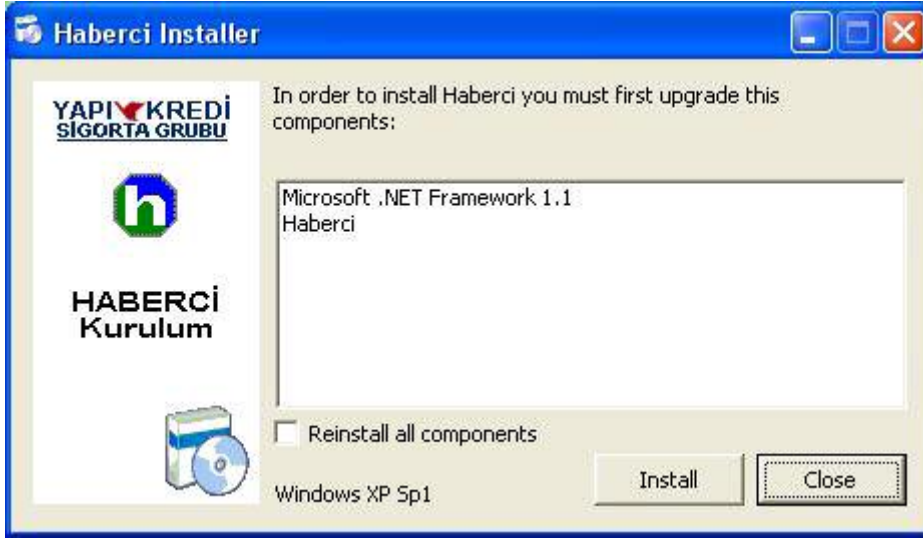 Haberci Installer
YAPI KREDİ
SİGORTA GRUBU
h
HABERCİ
Kurulum
In order to install Haberci you must first upgrade this
components:
Microsoft .NET Framework 1.1
Haberci
Reinstall all components
Windows XP Sp1
Install
Close